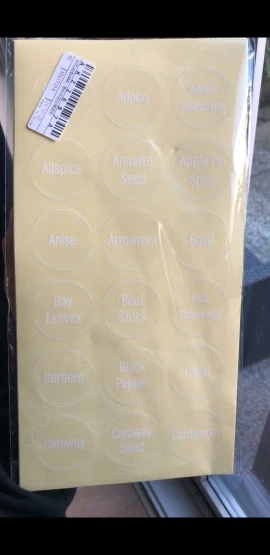 Adobo
Adobo
Seasoning
Allspice
Annatto
Seed
Apple Pie
Spice
Anise
Arrowroot
Basil
Bay
Leaves
Beef
Stock
BBQ
Seasoning
Berbere
Black
Pepper
Cajun
Caraway
Caraway
Seed
Cardamom